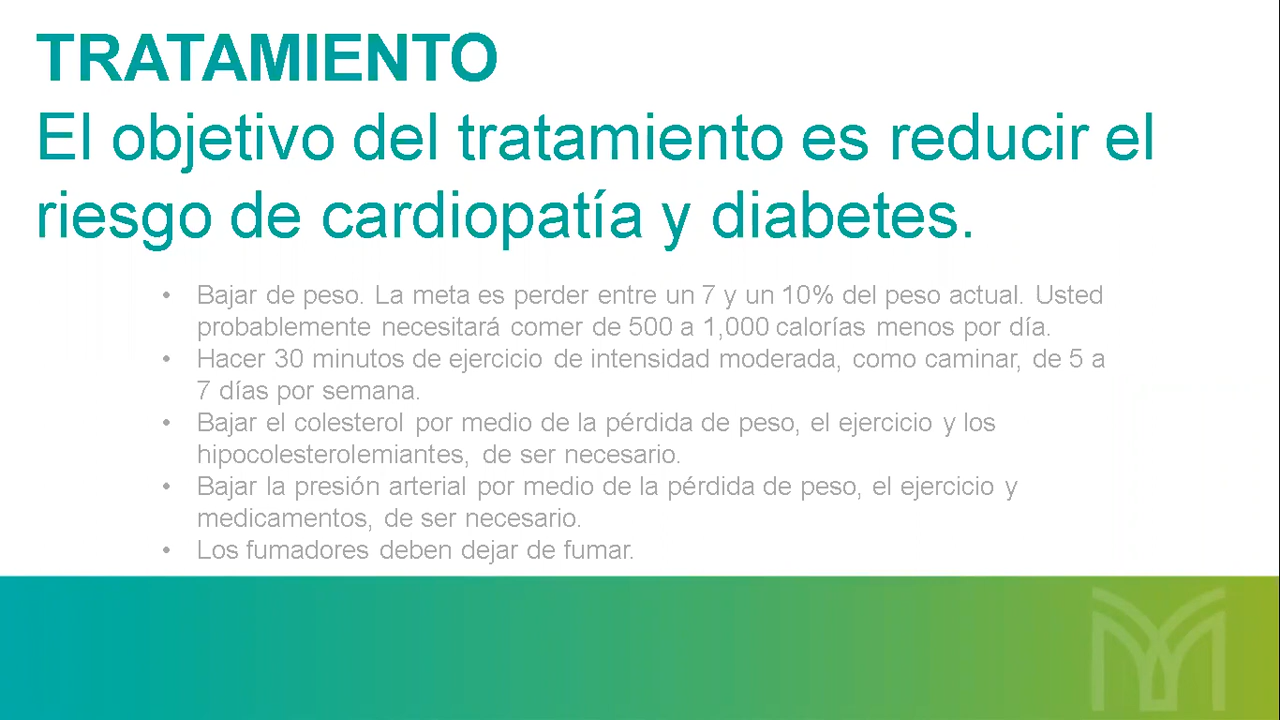 TRATAMIENTO
El objetivo del tratamiento es reducir el
riesgo de cardiopatía y diabetes.
• Bajar de peso. La meta es perder entre un 7 y un 10% del peso actual. Usted
probablemente necesitará comer de 500 a 1,000 calorías menos por día.
• Hacer 30 minutos de ejercicio de intensidad moderada, como caminar, de 5 a
7 días por semana.
• Bajar el colesterol por medio de la pérdida de peso, el ejercicio y los
hipocolesterolemiantes, de ser necesario.
• Bajar la presión arterial por medio de la pérdida de peso, el ejercicio y
medicamentos, de ser necesario.
• Los fumadores deben dejar de fumar.